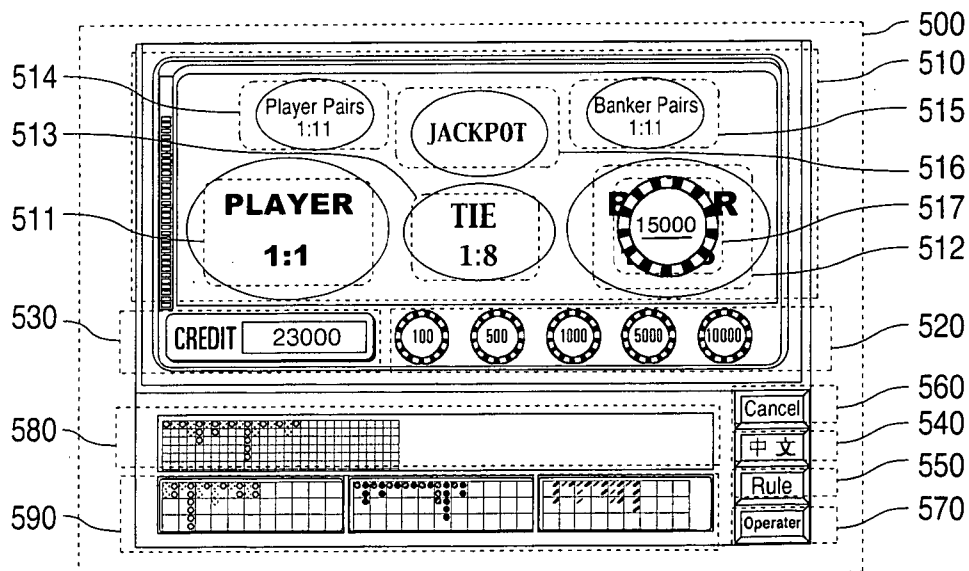 500
510
514
Player Pairs
1:11
Banker Pairs
1:11
515
513
JACKPOT
516
511
PLAYER
1:1
TIE
1:8
B R
15000
517
512
530
CREDIT 23000
100 500 1000 5000 10000
520
560
Cancel
580
中文
540
Rule
550
590
Operater
570